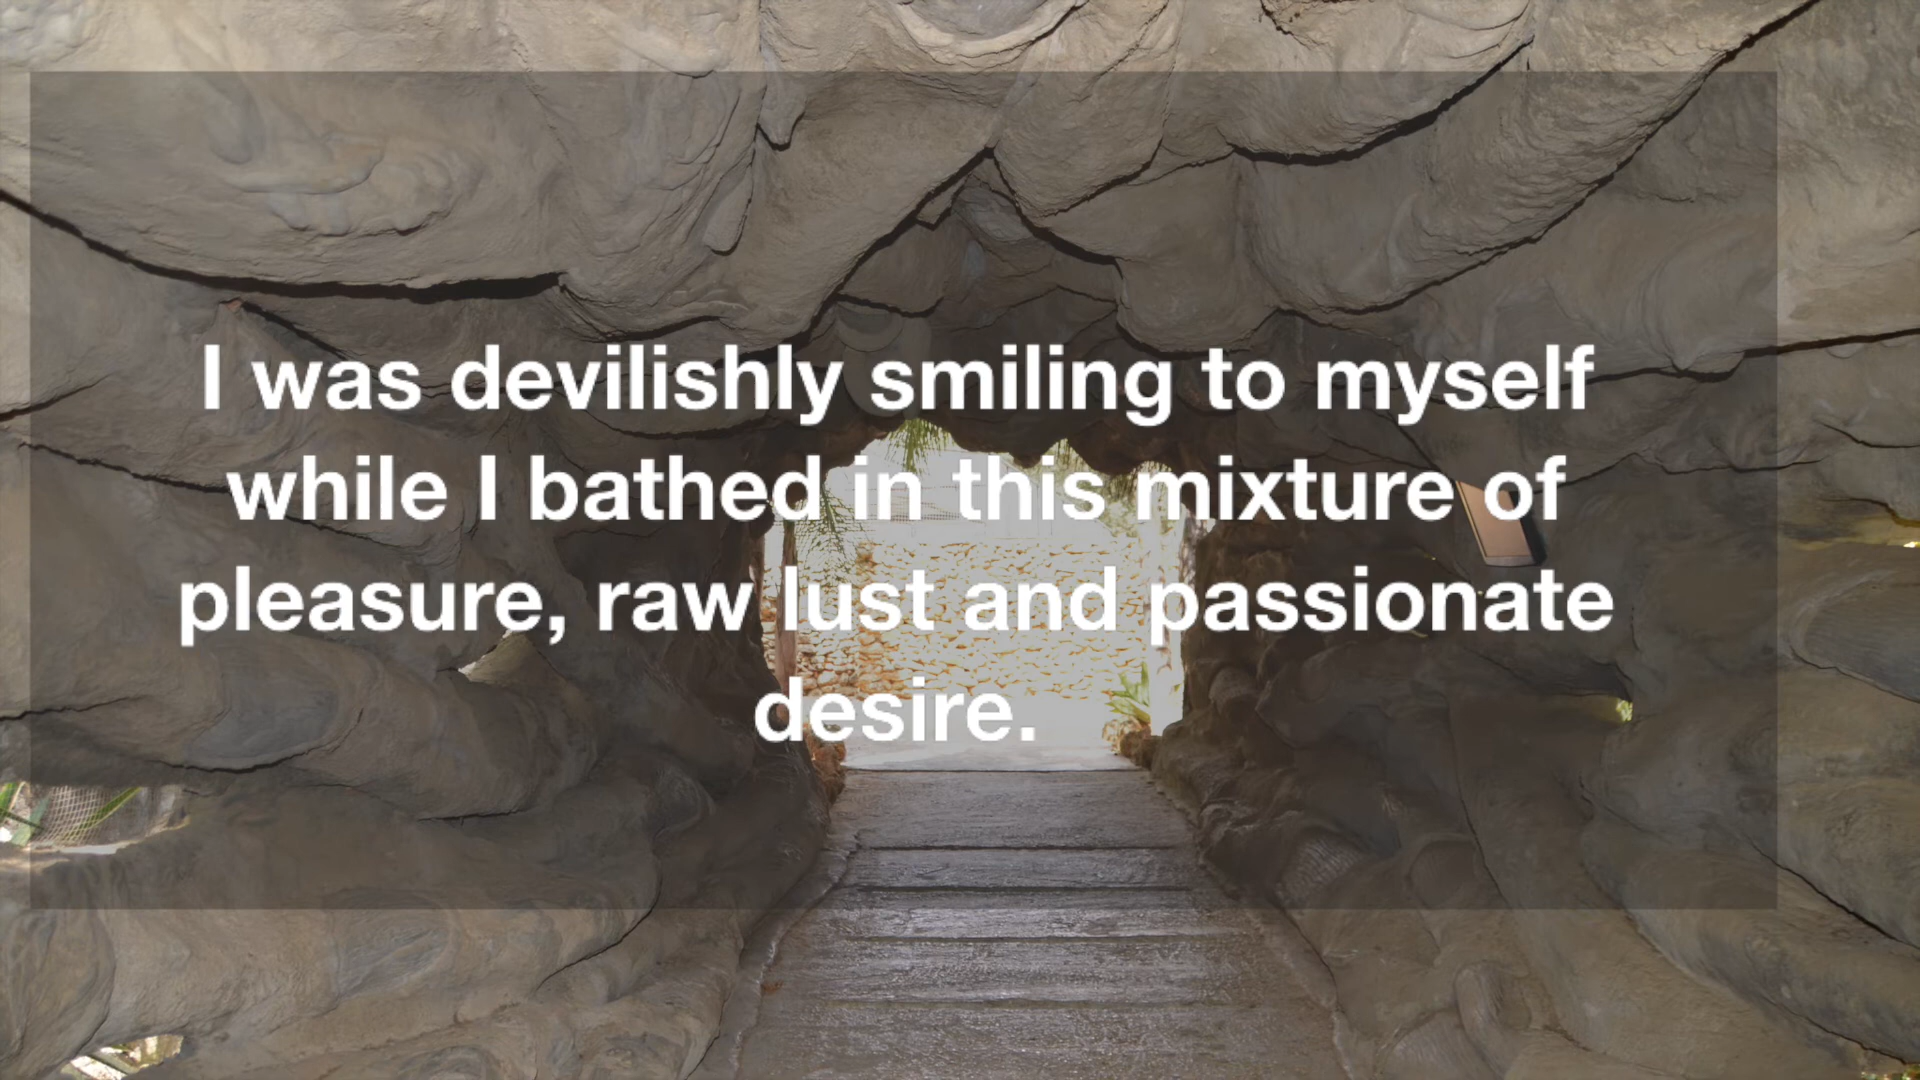 I was devilishly smiling to myself
while I bathed in this mixture of
pleasure, raw lust and passionate
desire.